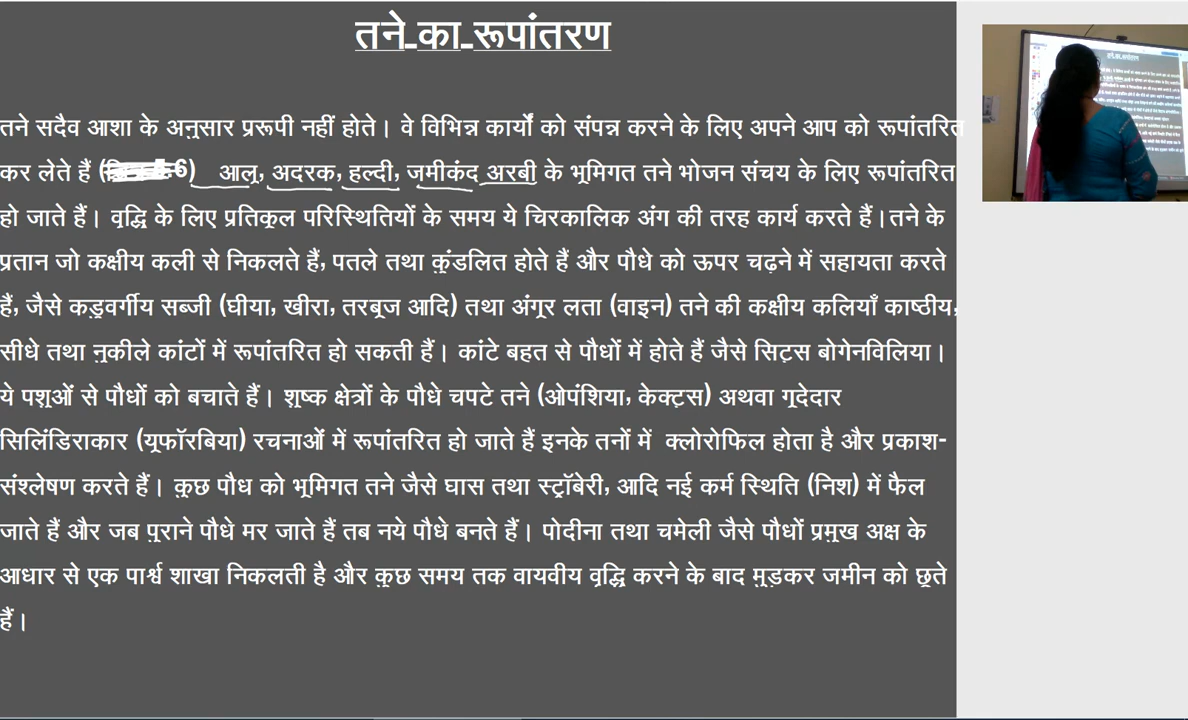 तने का रूपांतरण
तने सदैव आशा के अनुसार प्ररूपी नहीं होते। वे विभिन्न कार्यों को संपन्न करने के लिए अपने आप को रूपांतरित
कर लेते हैं ( .6) आलू, अदरक, हल्दी, जमीकंद अरबी के भूमिगत तने भोजन संचय के लिए रूपांतरित
हो जाते हैं। वृद्धि के लिए प्रतिकूल परिस्थितियों के समय ये चिरकालिक अंग की तरह कार्य करते हैं। तने के
प्रतान जो कक्षीय कली से निकलते हैं, पतले तथा कुंडलित होते हैं और पौधे को ऊपर चढ़ने में सहायता करते
हैं, जैसे कड़ुवर्गीय सब्जी (घीया, खीरा, तरबूज आदि) तथा अंगूर लता (वाइन) तने की कक्षीय कलियाँ काष्ठीय,
सीधे तथा नुकीले कांटों में रूपांतरित हो सकती हैं। कांटे बहुत से पौधों में होते हैं जैसे सिट्रस बोगेनविलिया।
ये पशुओं से पौधों को बचाते हैं। शुष्क क्षेत्रों के पौधे चपटे तने (ओपंशिया, केक्ट्स) अथवा गूदेदार
सिलिंडिराकार (यूफॉरबिया) रचनाओं में रूपांतरित हो जाते हैं इनके तनों में क्लोरोफिल होता है और प्रकाश-
संश्लेषण करते हैं। कुछ पौध को भूमिगत तने जैसे घास तथा स्ट्रॉबेरी, आदि नई कर्म स्थिति (निश) में फैल
जाते हैं और जब पुराने पौधे मर जाते हैं तब नये पौधे बनते हैं। पोदीना तथा चमेली जैसे पौधों प्रमुख अक्ष के
आधार से एक पार्श्व शाखा निकलती है और कुछ समय तक वायवीय वृद्धि करने के बाद मुड़कर जमीन को छूते
हैं।